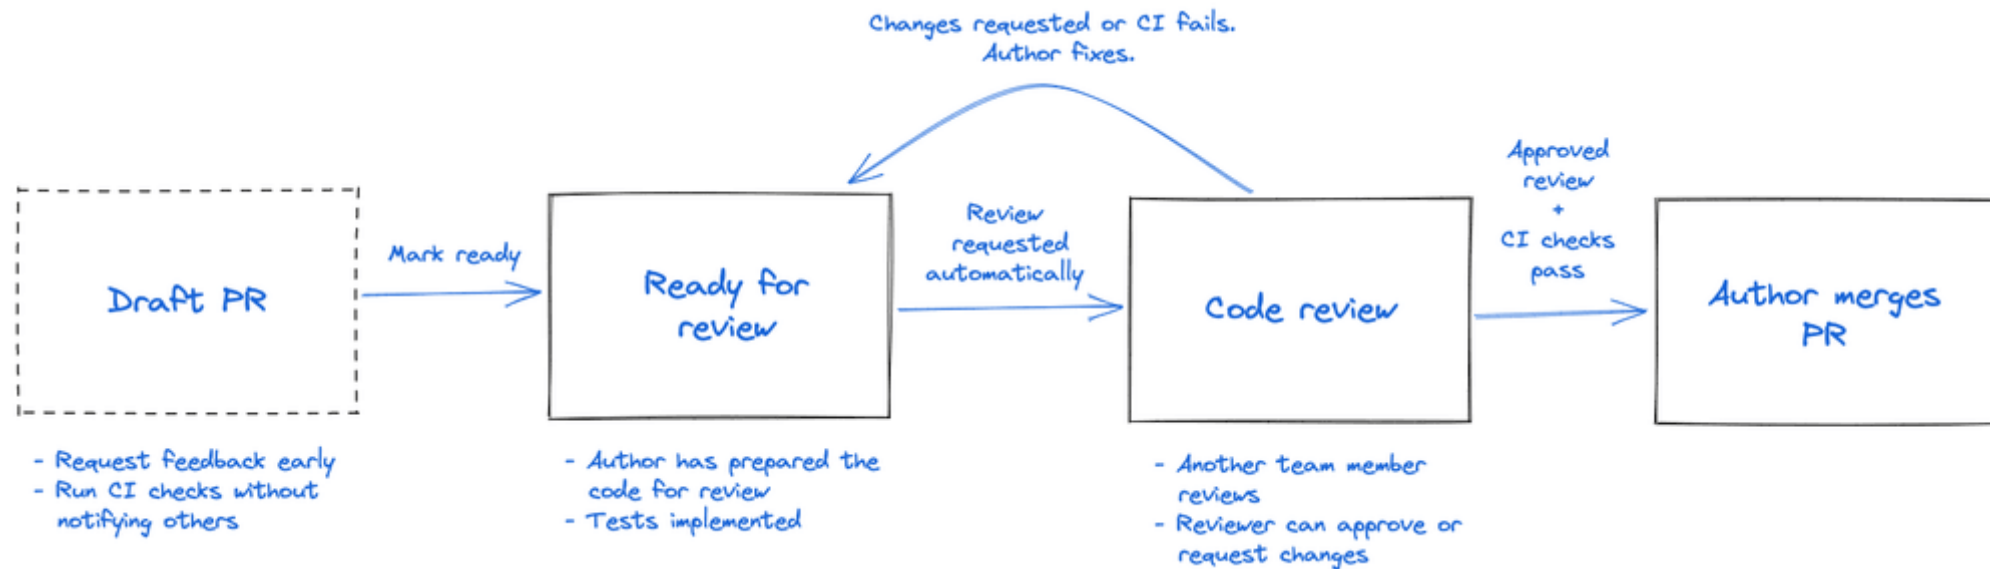 Changes requested or CI fails.
Author fixes.
Draft PR
Mark ready
Ready for
review
Review
requested
automatically
Code review
Approved
review
+
CI checks
pass
Author merges
PR
- Request feedback early
- Run CI checks without
notifying others
- Author has prepared the
code for review
- Tests implemented
- Another team member
reviews
- Reviewer can approve or
request changes